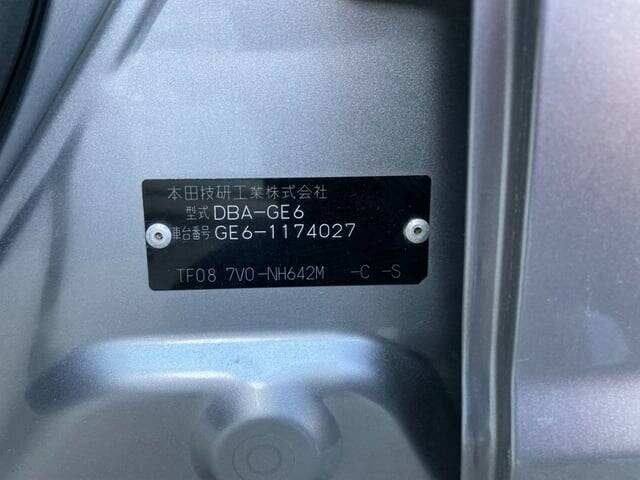 本田技研工業株式会社
型式 DBA-GE6
車台番号 GE6-1174027
TF08 7V0-NH642M -C -S